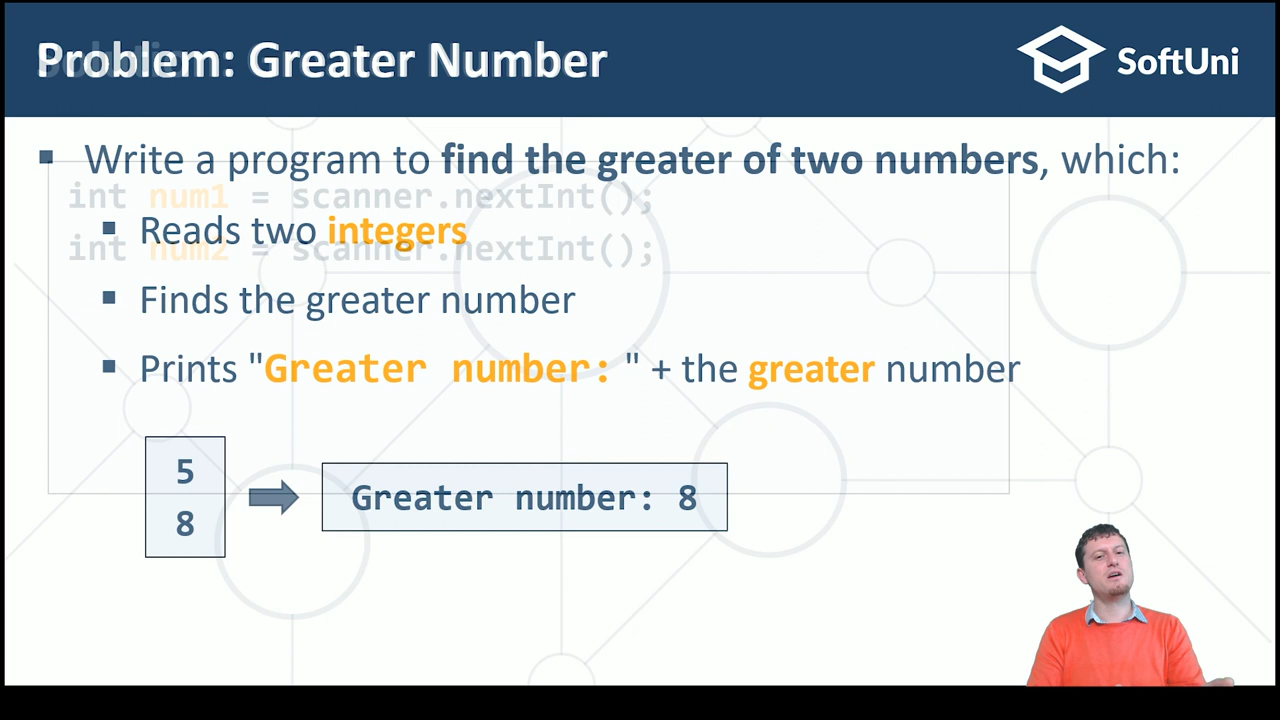 Problem: Greater Number
SoftUni
Write a program to find the greater of two numbers, which:
int num1 = scanner.nextInt();
Reads two integers
int num2 = scanner.nextInt();
Finds the greater number
Prints "Greater number: " + the greater number
5
8
Greater number: 8